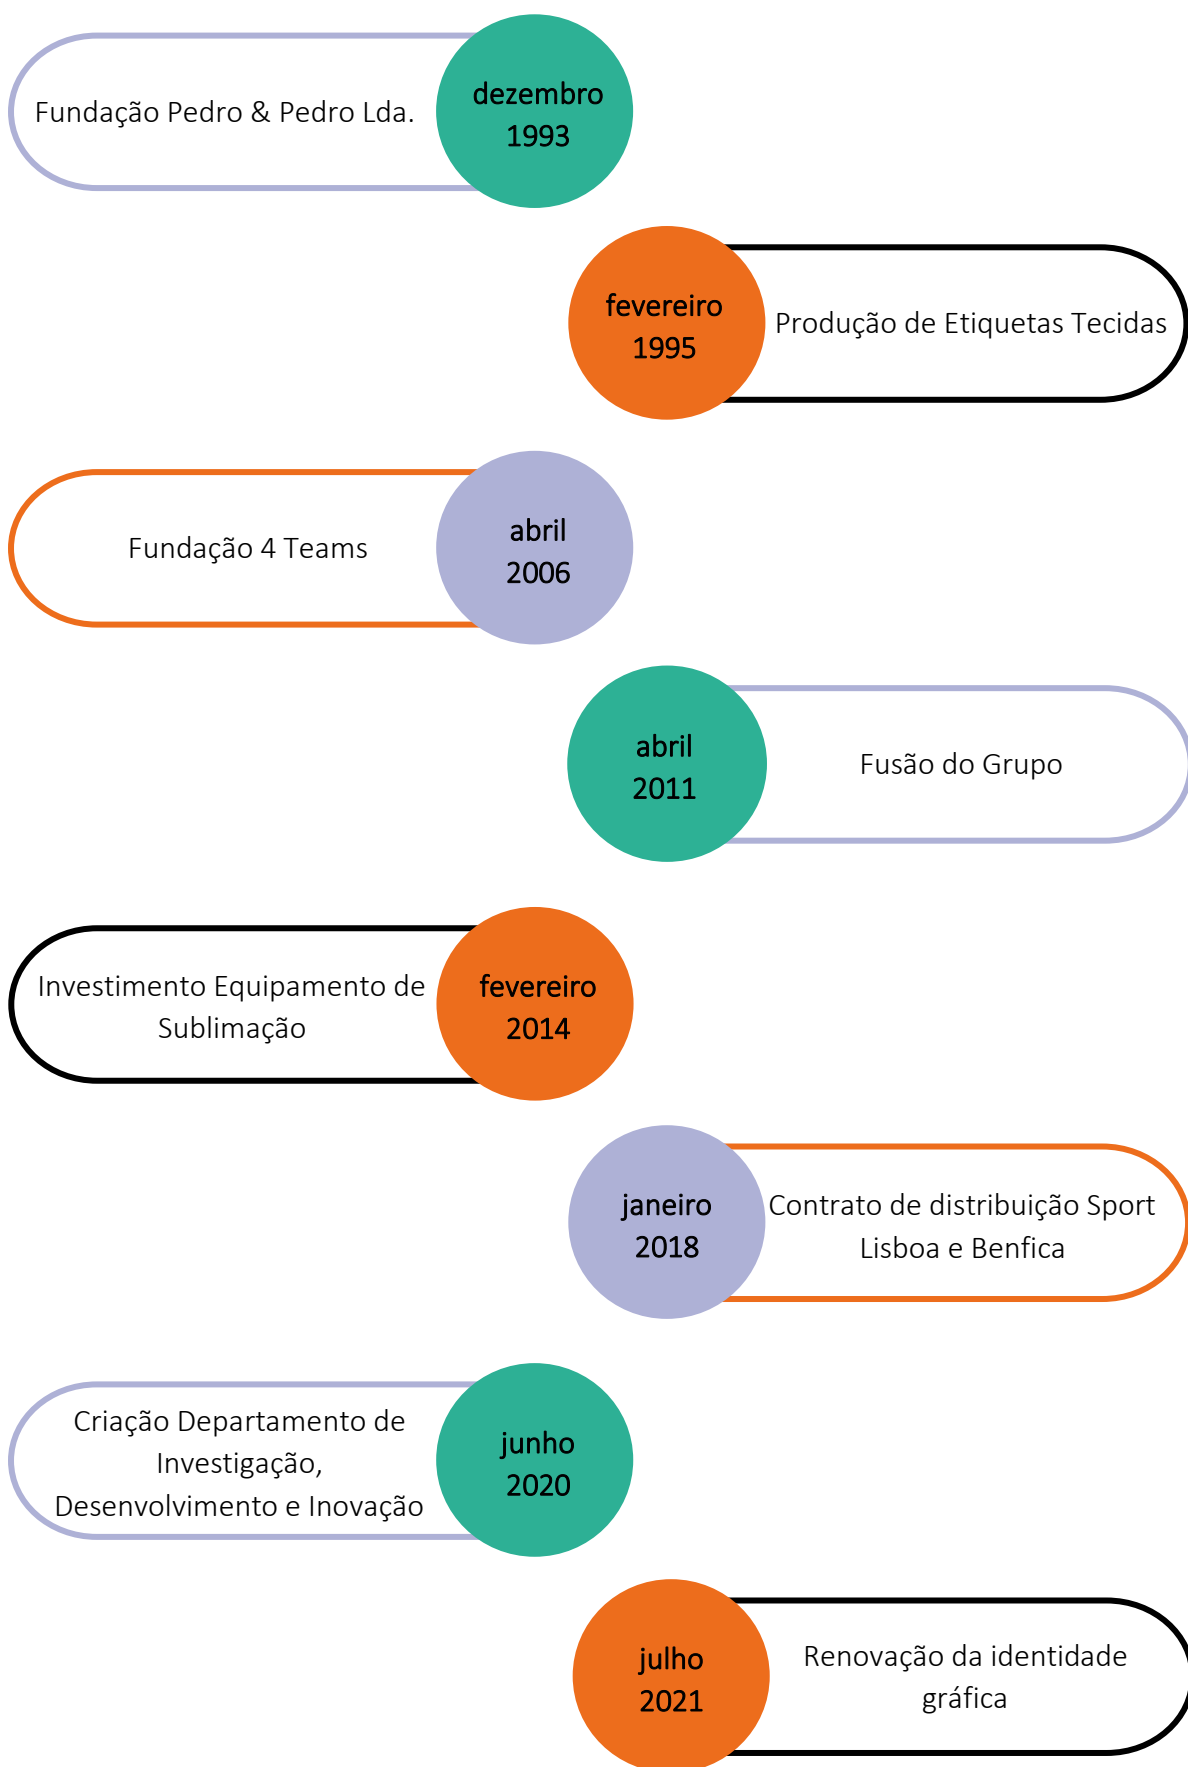 Fundação Pedro & Pedro Lda.
dezembro
1993
fevereiro
1995
Produção de Etiquetas Tecidas
Fundação 4 Teams
abril
2006
abril
2011
Fusão do Grupo
Investimento Equipamento de
Sublimação
fevereiro
2014
janeiro
2018
Contrato de distribuição Sport
Lisboa e Benfica
Criação Departamento de
Investigação,
Desenvolvimento e Inovação
junho
2020
julho
2021
Renovação da identidade
gráfica